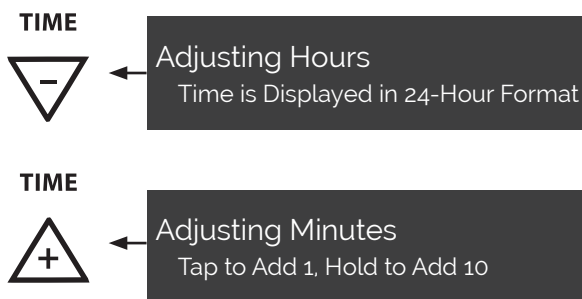 TIME
-
Adjusting Hours
Time is Displayed in 24-Hour Format
TIME
+
Adjusting Minutes
Tap to Add 1, Hold to Add 10